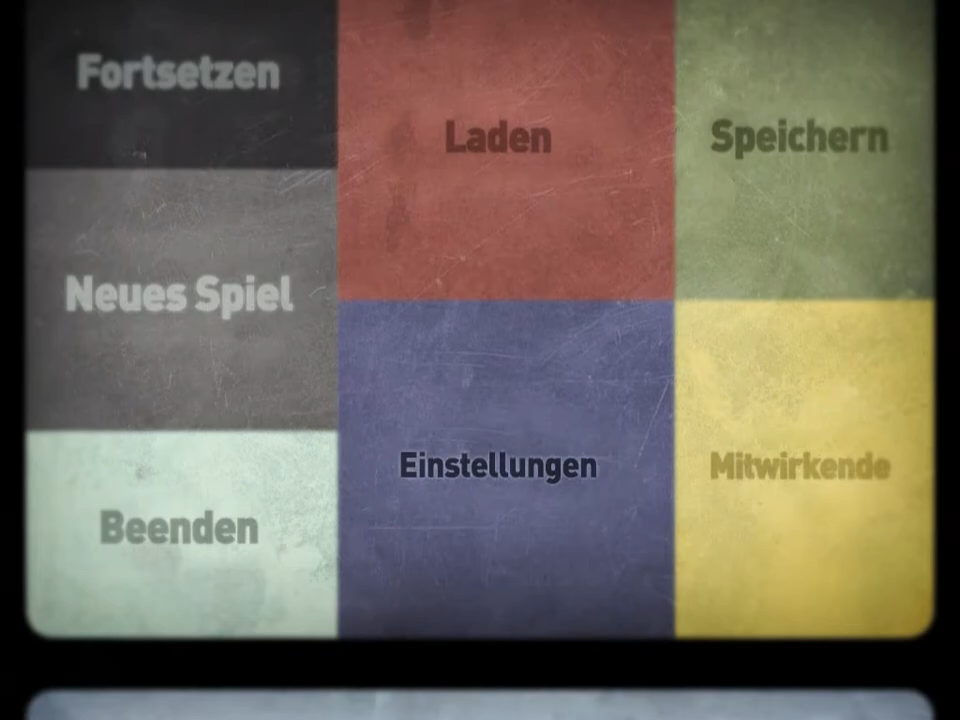 Fortsetzen
Laden
Speichern
Neues Spiel
Einstellungen
Mitwirkende
Beenden